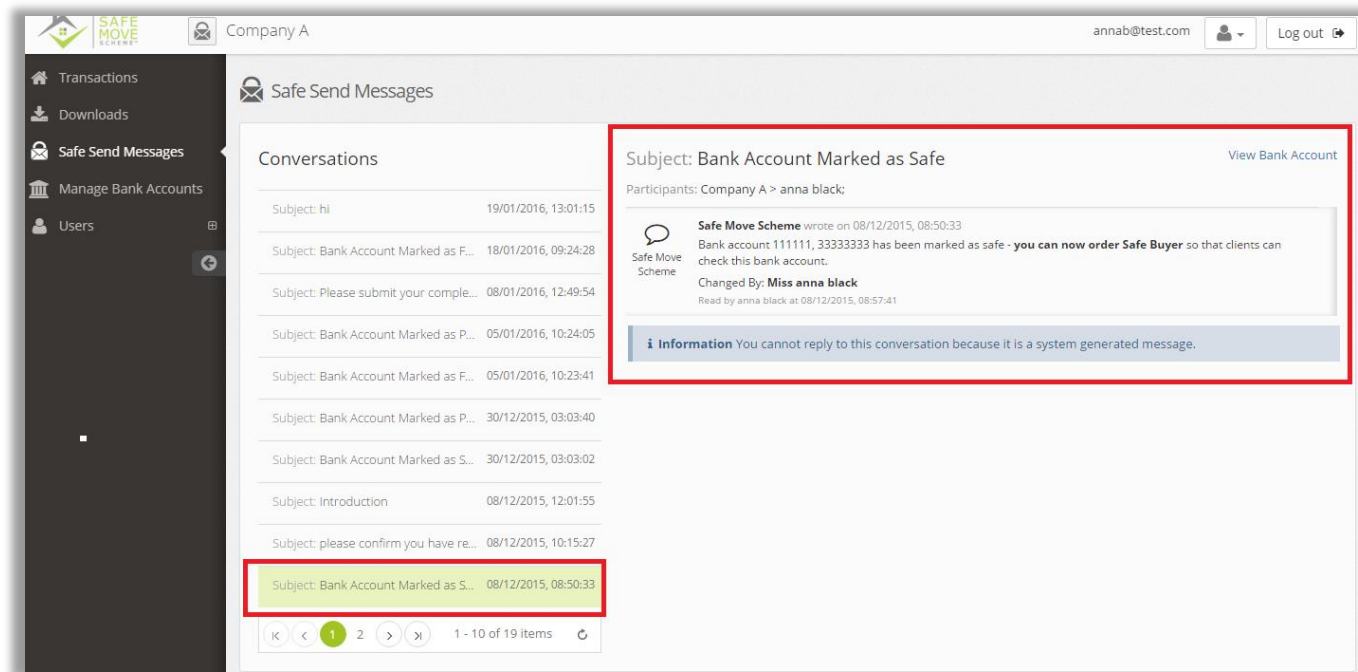 SAFE
MOVE
SCHEME
Company A
annab@test.com
Log out
Transactions
Downloads
Safe Send Messages
Manage Bank Accounts
Users
Safe Send Messages
Conversations
Subject: hi 19/01/2016, 13:01:15
Subject: Bank Account Marked as F... 18/01/2016, 09:24:28
Subject: Please submit your comple... 08/01/2016, 12:49:54
Subject: Bank Account Marked as P... 05/01/2016, 10:24:05
Subject: Bank Account Marked as F... 05/01/2016, 10:23:41
Subject: Bank Account Marked as P... 30/12/2015, 03:03:40
Subject: Bank Account Marked as S... 30/12/2015, 03:03:02
Subject: Introduction 08/12/2015, 12:01:55
Subject: please confirm you have re... 08/12/2015, 10:15:27
Subject: Bank Account Marked as S... 08/12/2015, 08:50:33
1 2 1 - 10 of 19 items
Subject: Bank Account Marked as Safe
View Bank Account
Participants: Company A > anna black;
Safe Move
Scheme
Safe Move Scheme wrote on 08/12/2015, 08:50:33
Bank account 111111, 33333333 has been marked as safe - you can now order Safe Buyer so that clients can
check this bank account.
Changed By: Miss anna black
Read by anna black at 08/12/2015, 08:57:41
Information You cannot reply to this conversation because it is a system generated message.